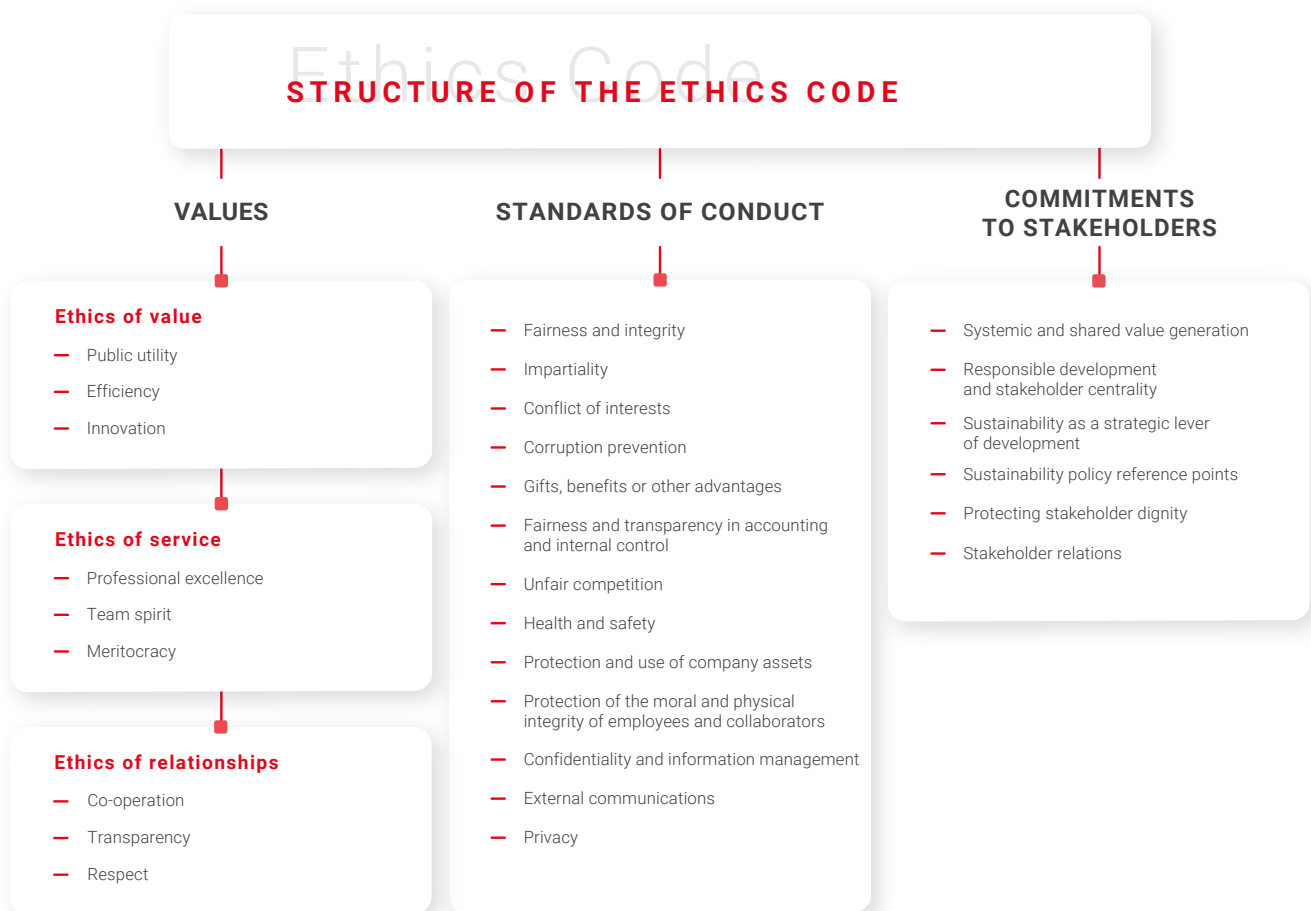 Ethics Code
STRUCTURE OF THE ETHICS CODE
VALUES
Ethics of value
Public utility
Efficiency
Innovation
Ethics of service
Professional excellence
Team spirit
Meritocracy
Ethics of relationships
Co-operation
Transparency
Respect
STANDARDS OF CONDUCT
Fairness and integrity
Impartiality
Conflict of interests
Corruption prevention
Gifts, benefits or other advantages
Fairness and transparency in accounting
and internal control
Unfair competition
Health and safety
Protection and use of company assets
Protection of the moral and physical
integrity of employees and collaborators
Confidentiality and information management
External communications
Privacy
COMMITMENTS
TO STAKEHOLDERS
Systemic and shared value generation
Responsible development
and stakeholder centrality
Sustainability as a strategic lever
of development
Sustainability policy reference points
Protecting stakeholder dignity
Stakeholder relations